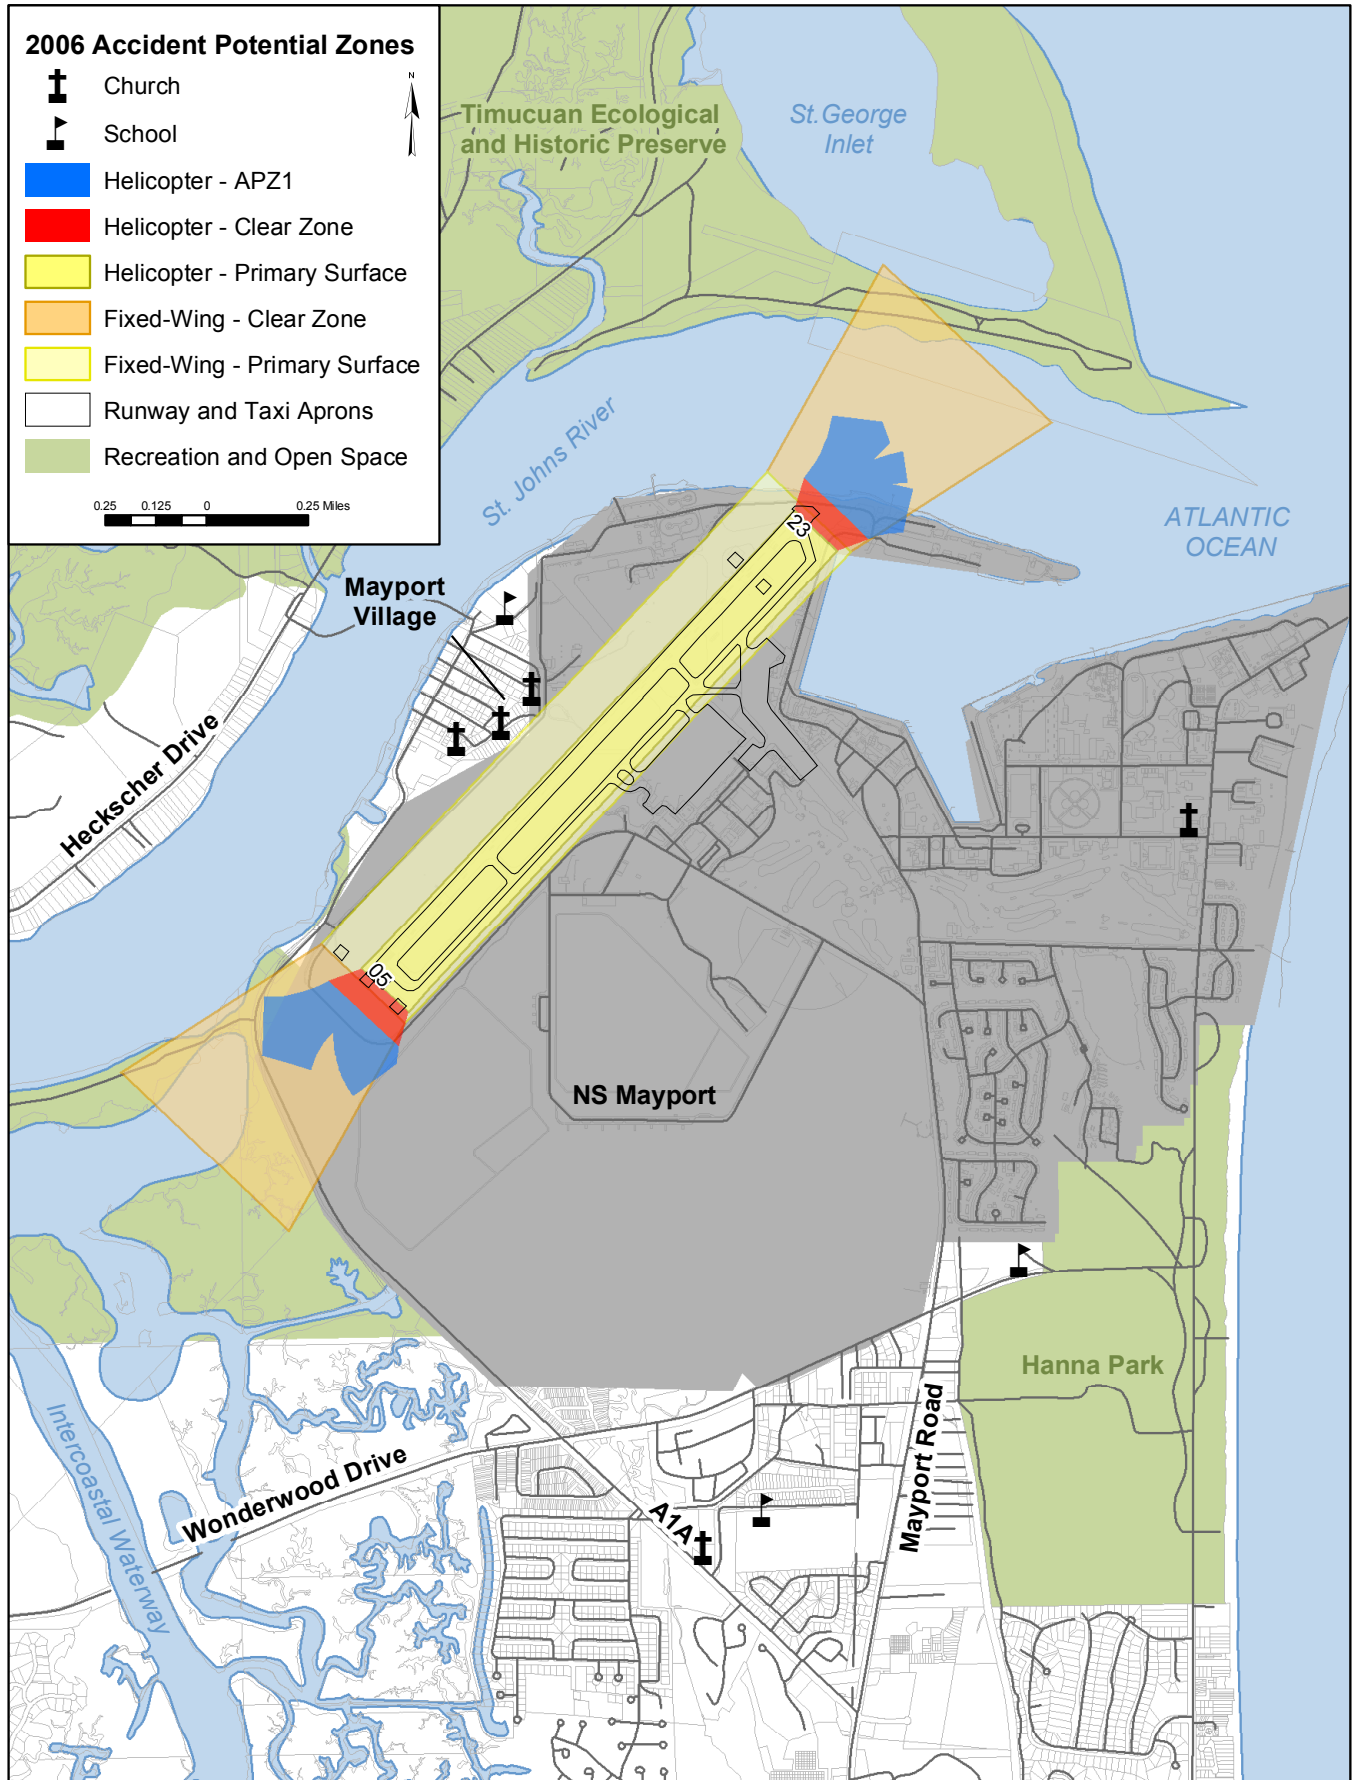 2006 Accident Potential Zones
Church
School
Helicopter - APZ1
Helicopter - Clear Zone
Helicopter - Primary Surface
Fixed-Wing - Clear Zone
Fixed-Wing - Primary Surface
Runway and Taxi Aprons
Recreation and Open Space
0.25 0.125 0 0.25 Miles
N
Timucuan Ecological
and Historic Preserve
St.George
Inlet
St. Johns River
ATLANTIC
OCEAN
23
Mayport
Village
Heckscher Drive
05
NS Mayport
Hanna Park
Mayport Road
Intercoastal Waterway
Wonderwood Drive
A1A